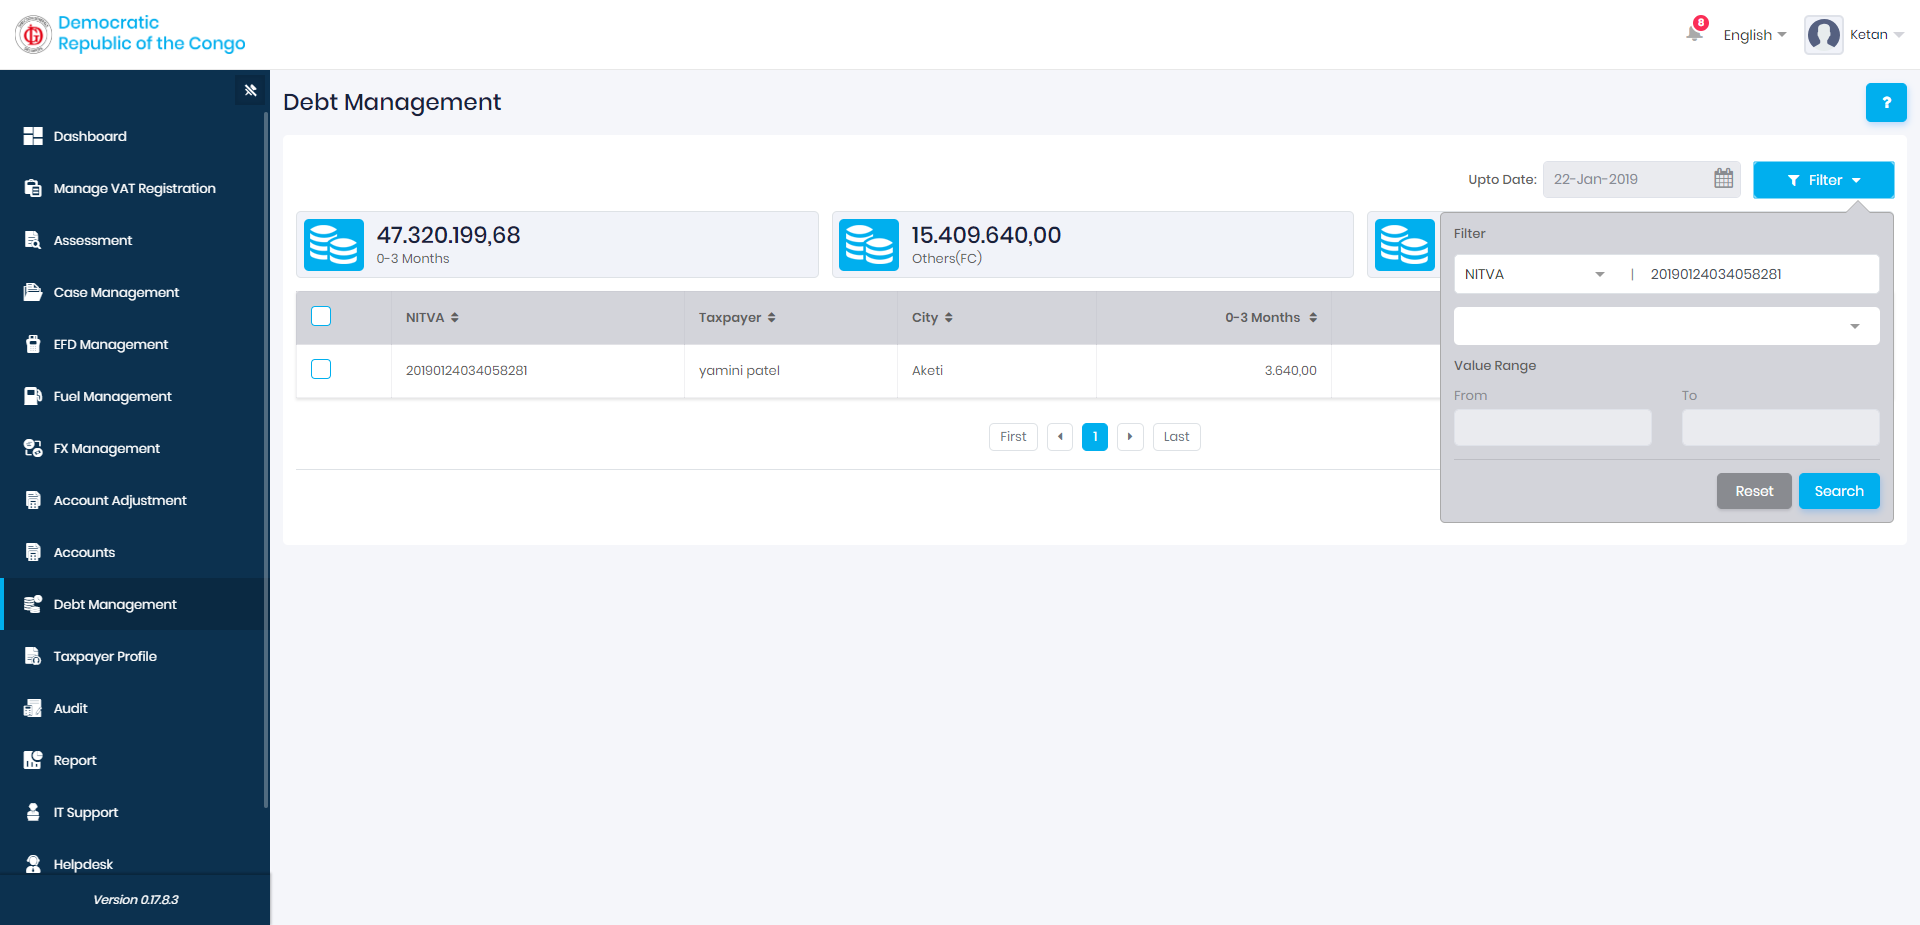 Democratic
Republic of the Congo
8
English
Ketan
Dashboard
Manage VAT Registration
Assessment
Case Management
EFD Management
Fuel Management
FX Management
Account Adjustment
Accounts
Debt Management
Taxpayer Profile
Audit
Report
IT Support
Helpdesk
Version 0.17.8.3
Debt Management
?
Upto Date:
22-Jan-2019
Filter
47.320.199,68
0-3 Months
15.409.640,00
Others(FC)
NITVA
Taxpayer
City
0-3 Months
20190124034058281
yamini patel
Aketi
3.640,00
First
1
Last
Filter
NITVA
|
20190124034058281
Value Range
From
To
Reset
Search